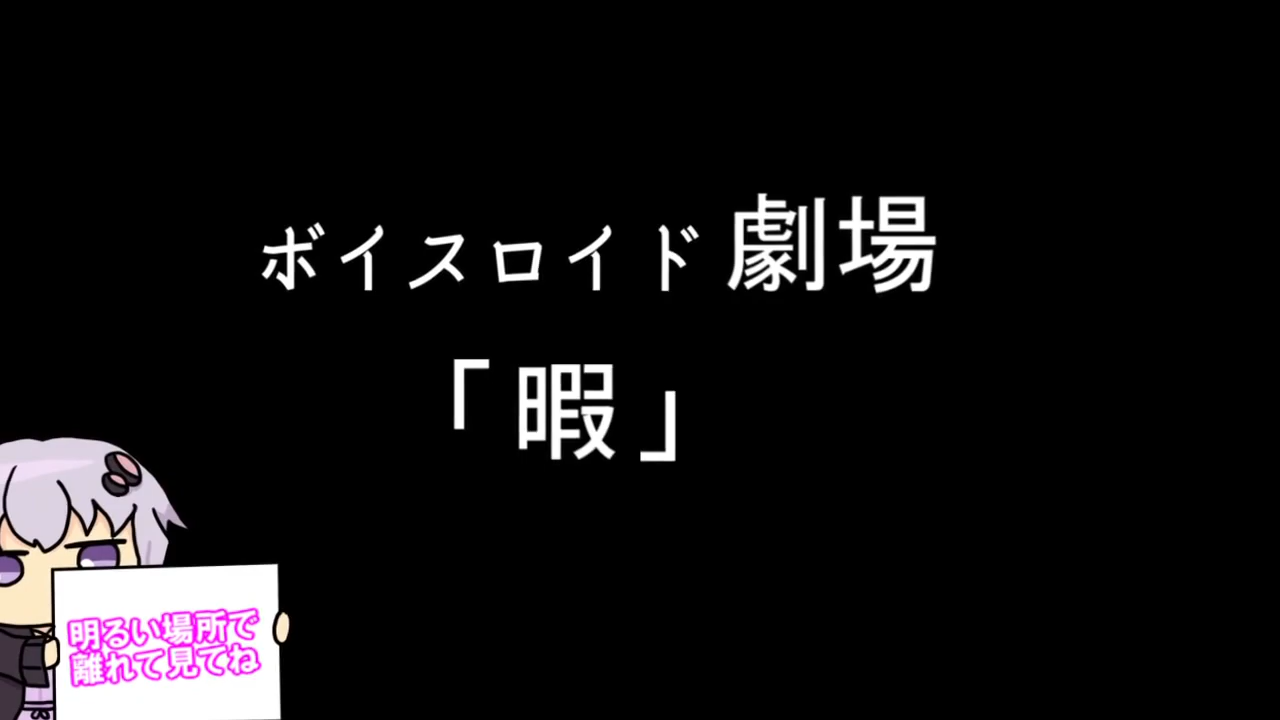 ボイスロイド劇場
「暇」
明るい場所で
離れて見てね